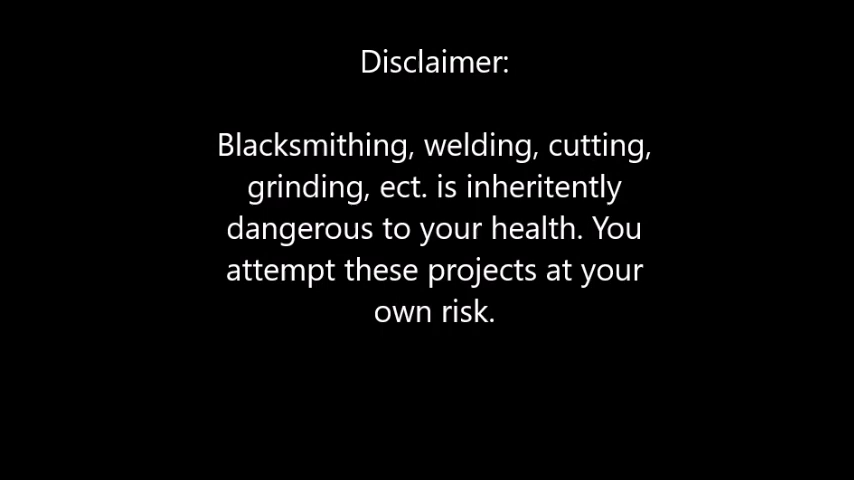 Disclaimer:
Blacksmithing, welding, cutting,
grinding, ect. is inheritently
dangerous to your health. You
attempt these projects at your
own risk.